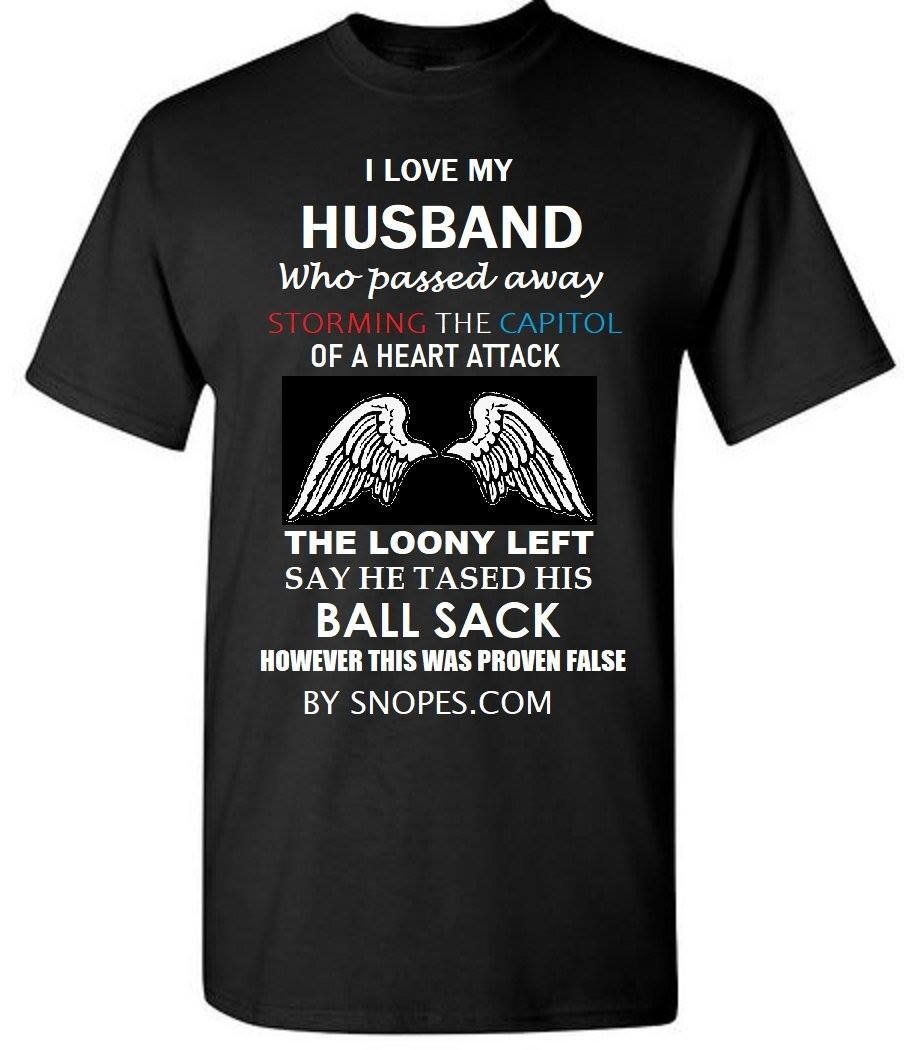 I LOVE MY
HUSBAND
Who passed away
STORMING THE CAPITOL
OF A HEART ATTACK
THE LOONY LEFT
SAY HE TASED HIS
BALL SACK
HOWEVER THIS WAS PROVEN FALSE
BY SNOPES.COM